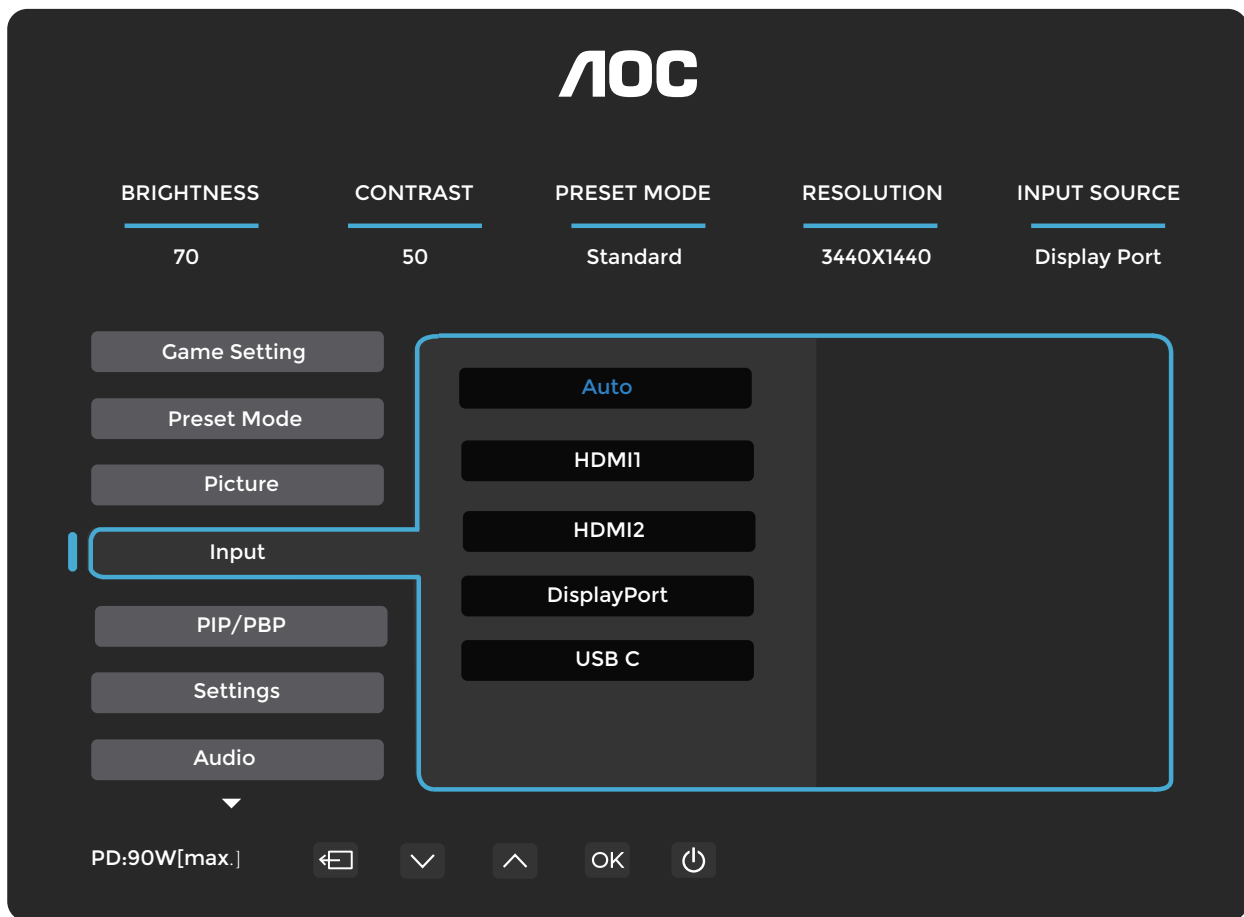 AOC
BRIGHTNESS CONTRAST PRESET MODE RESOLUTION INPUT SOURCE
70 50 Standard 3440X1440 Display Port
Game Setting
Preset Mode
Picture
Input
PIP/PBP
Settings
Audio
Auto
HDMI1
HDMI2
DisplayPort
USB C
PD:90W[max.]
OK